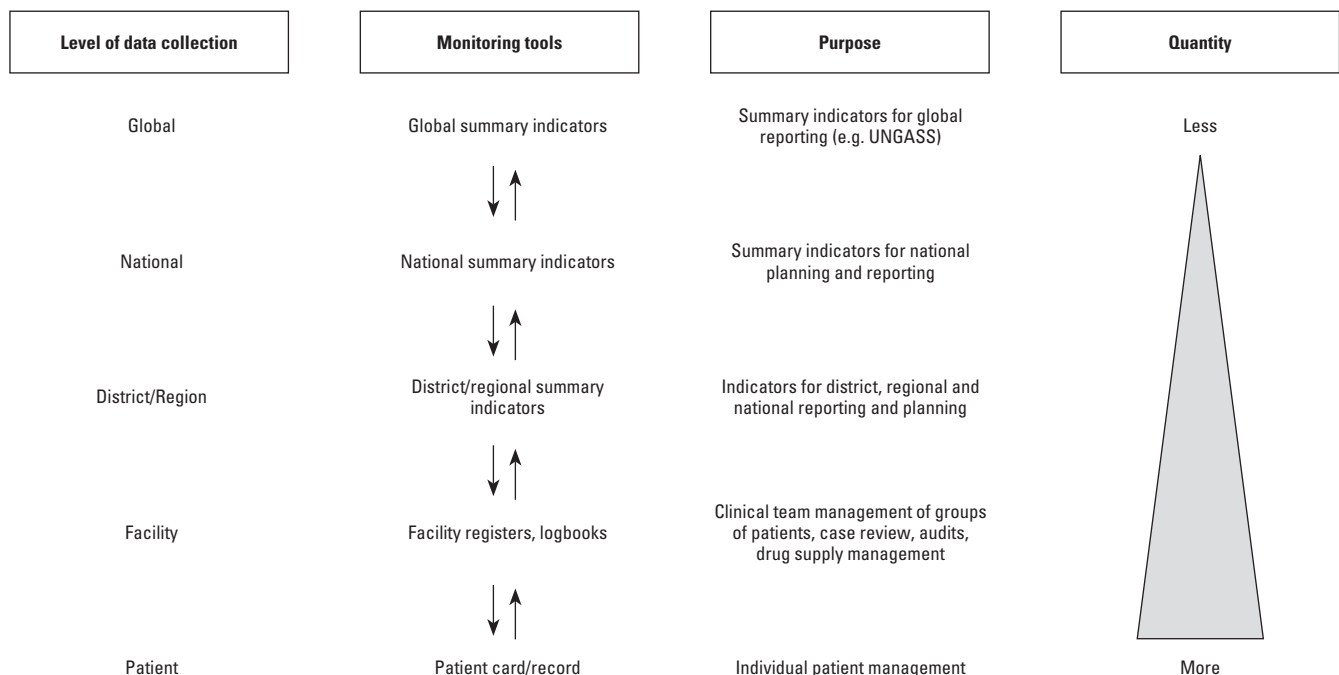 Level of data collection
Monitoring tools
Purpose
Quantity
Global
Global summary indicators
Summary indicators for global
reporting (e.g. UNGASS)
Less
National
National summary indicators
Summary indicators for national
planning and reporting
District/Region
District/regional summary
indicators
Indicators for district, regional and
national reporting and planning
Facility
Facility registers, logbooks
Clinical team management of groups
of patients, case review, audits,
drug supply management
Patient
Patient card/record
Individual patient management
More